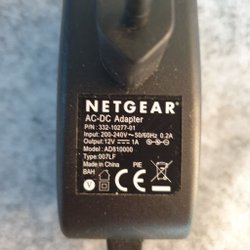 NETGEAR
AC-DC Adapter
P/N: 332-10277-01
Input: 200-240V~50/60Hz 0.2A
Output: 12V ⎓ 1A
Model: AD810000
Type: 007LF
Made in China PIE
BAH
V